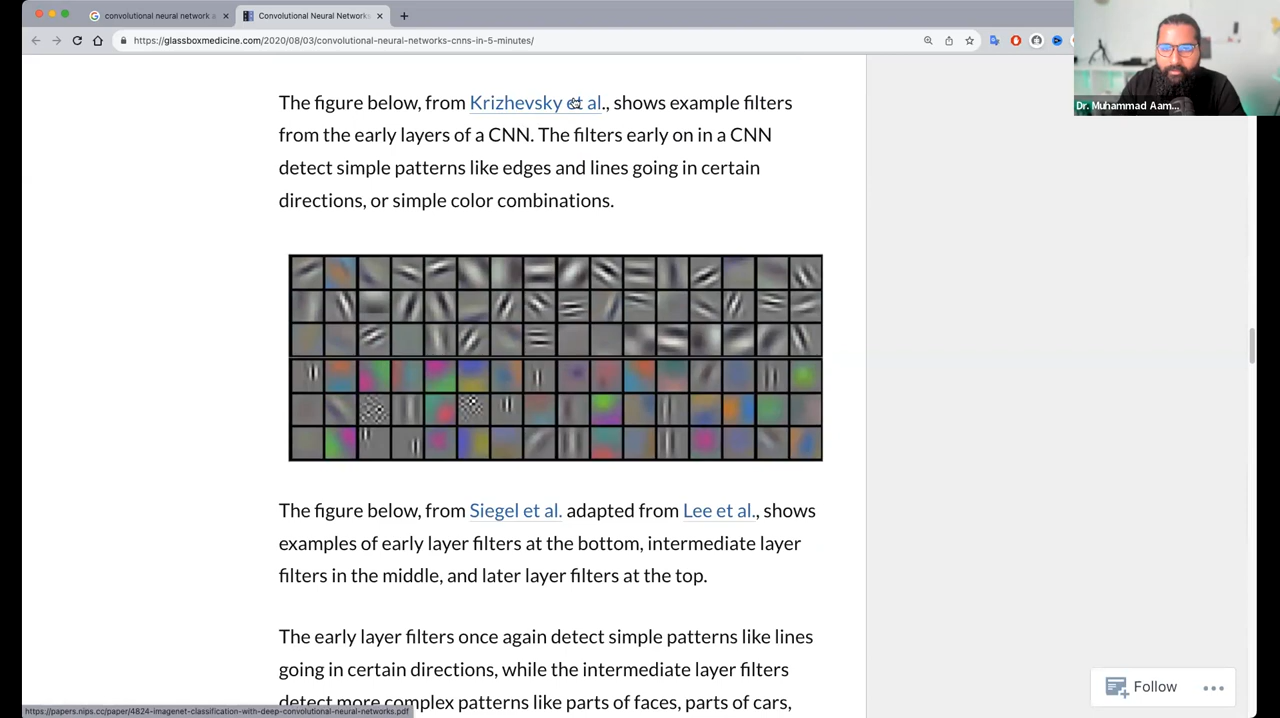 convolutional neural network a
Convolutional Neural Networks
https://glassboxmedicine.com/2020/08/03/convolutional-neural-networks-cnns-in-5-minutes/
Dr. Muhammad Aam...
The figure below, from Krizhevsky et al., shows example filters
from the early layers of a CNN. The filters early on in a CNN
detect simple patterns like edges and lines going in certain
directions, or simple color combinations.
The figure below, from Siegel et al. adapted from Lee et al., shows
examples of early layer filters at the bottom, intermediate layer
filters in the middle, and later layer filters at the top.
The early layer filters once again detect simple patterns like lines
going in certain directions, while the intermediate layer filters
detect more complex patterns like parts of faces, parts of cars,
Follow
https://papers.nips.cc/paper/4824-imagenet-classification-with-deep-convolutional-neural-networks.pdf